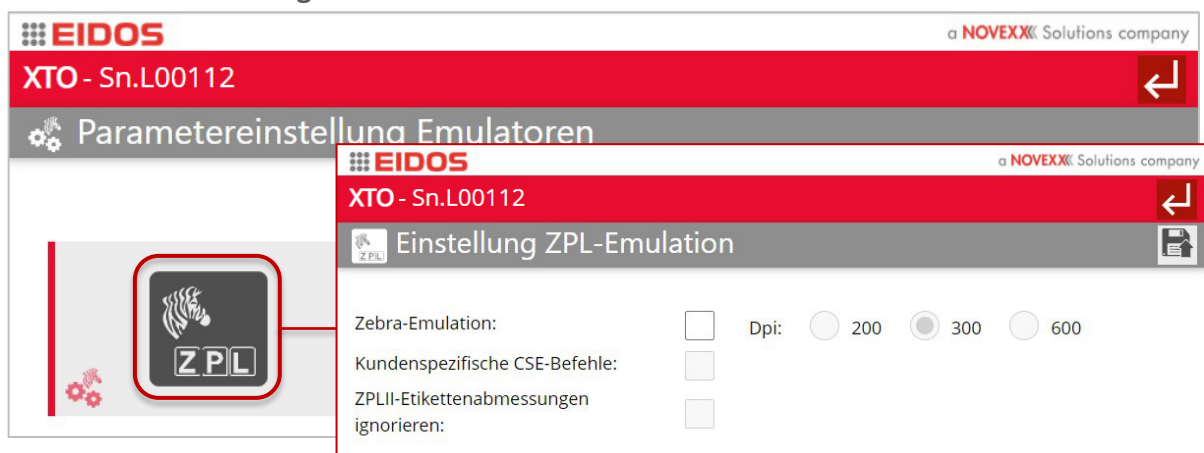 EIDOS
a NOVEXX Solutions company
XTO - Sn.L00112
Parametereinstellung Emulatoren
ZPL
EIDOS
a NOVEXX Solutions company
XTO - Sn.L00112
ZPL
Einstellung ZPL-Emulation
Zebra-Emulation:
Dpi: 200 300 600
Kundenspezifische CSE-Befehle:
ZPLII-Etikettenabmessungen
ignorieren: